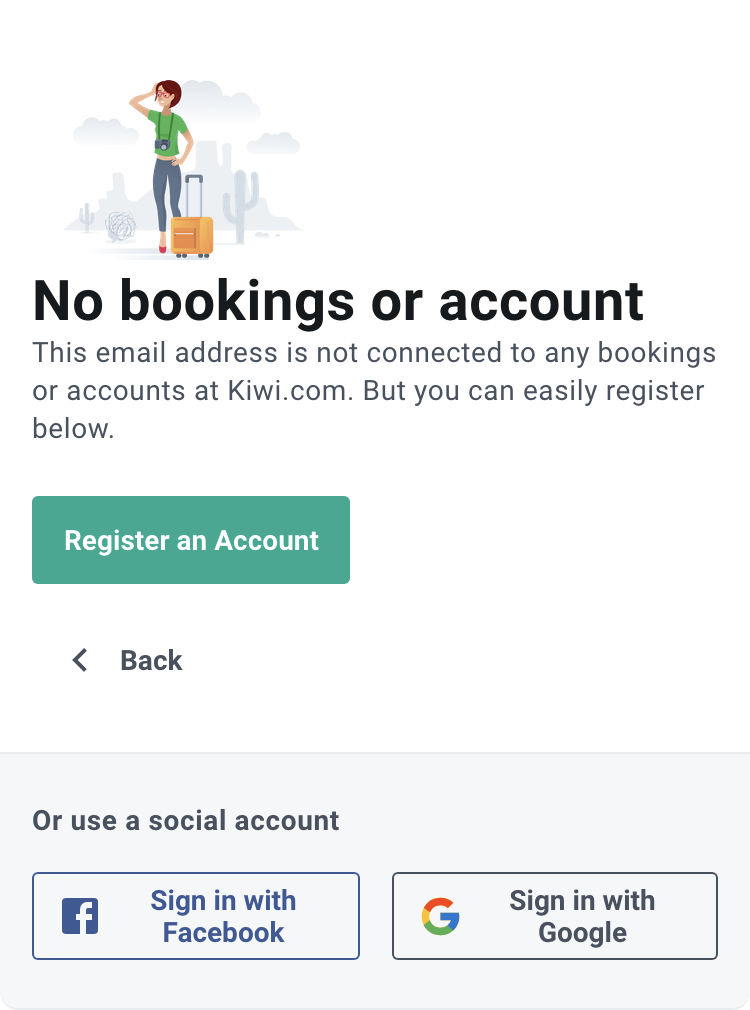 No bookings or account
This email address is not connected to any bookings
or accounts at Kiwi.com. But you can easily register
below.
Register an Account
Back
Or use a social account
Sign in with
Facebook
Sign in with
Google